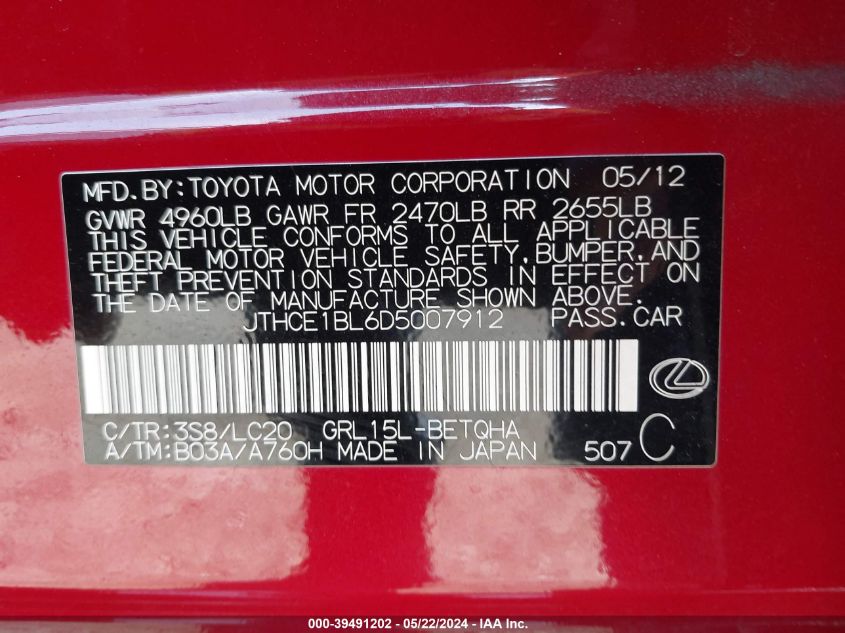 MFD.BY:TOYOTA MOTOR CORPORATION 05/12
GVWR 4960LB GAWR FR 2470LB RR 2655LB
THIS VEHICLE CONFORMS TO ALL APPLICABLE
FEDERAL MOTOR VEHICLE SAFETY,BUMPER,AND
THEFT PREVENTION STANDARDS IN EFFECT ON
THE DATE OF MANUFACTURE SHOWN ABOVE.
JTHCE1BL6D5007912 PASS.CAR
C/TR:3S8/LC20 GRL15L-BETQHA
A/TM:B03A/A760H MADE IN JAPAN 507 C
000-39491202 - 05/22/2024 - IAA Inc.